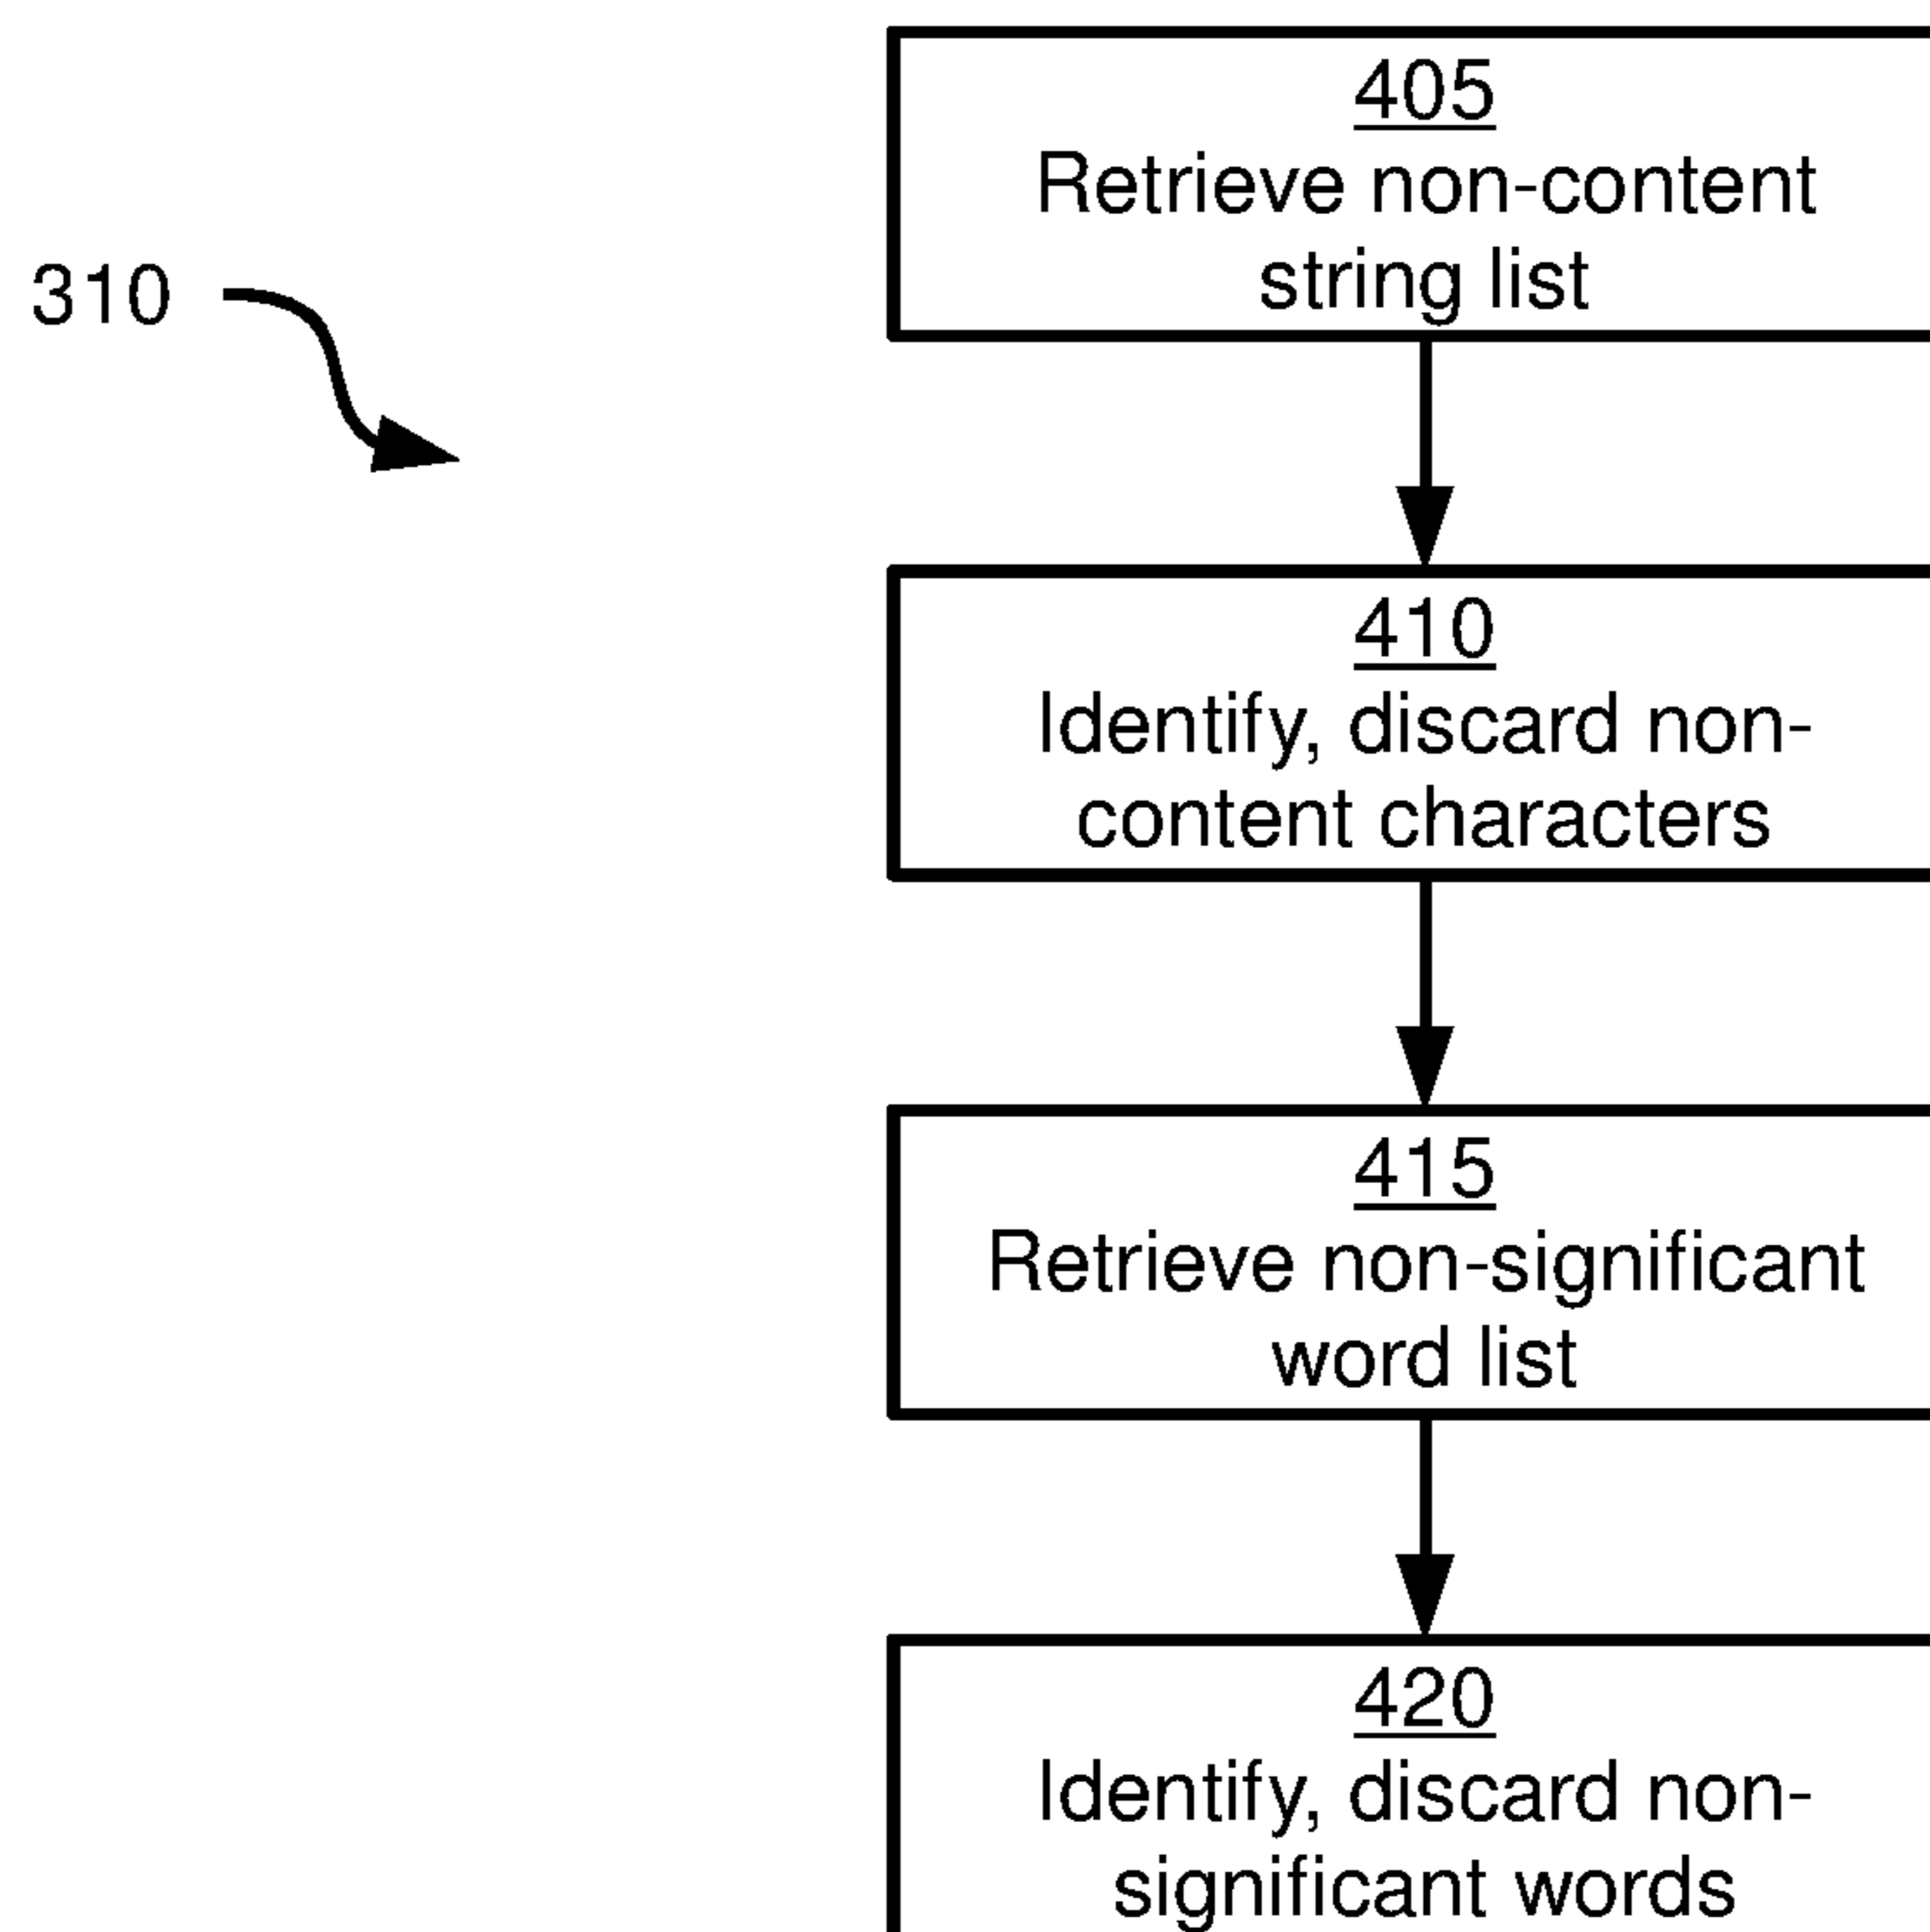 405
Retrieve non-content
string list
310
410
Identify, discard non-
content characters
415
Retrieve non-significant
word list
420
Identify, discard non-
significant words